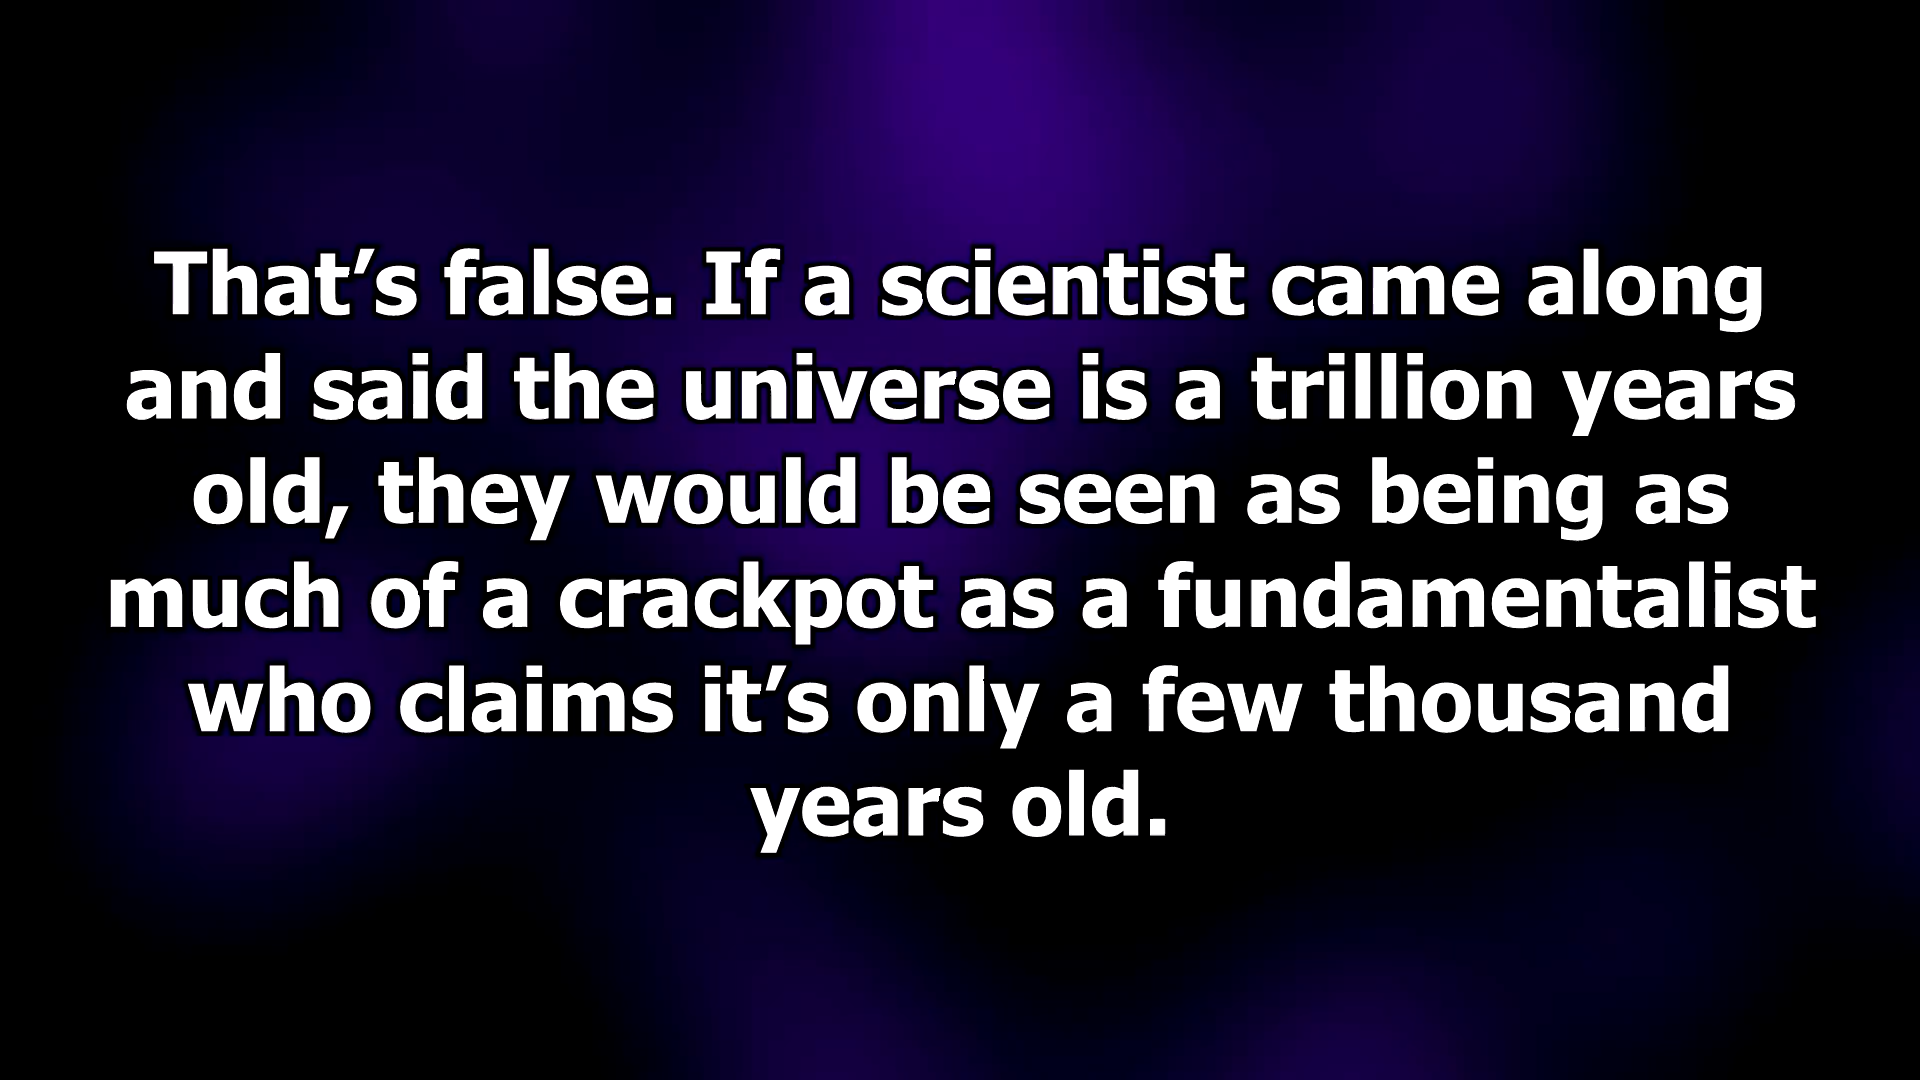 That’s false. If a scientist came along
and said the universe is a trillion years
old, they would be seen as being as
much of a crackpot as a fundamentalist
who claims it’s only a few thousand
years old.